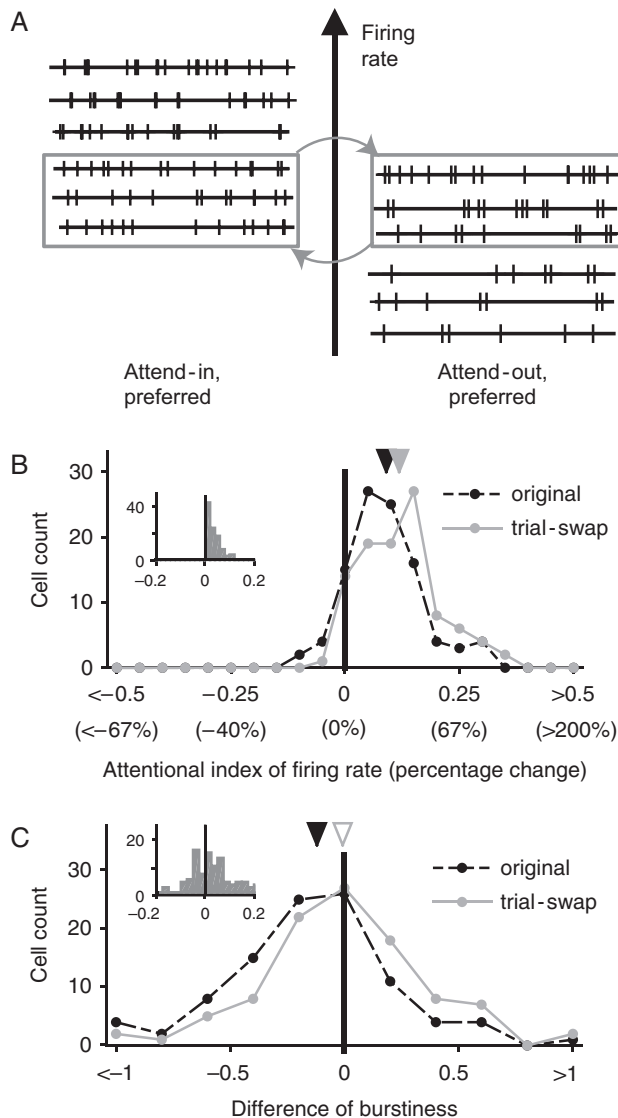 A
Firing
rate
Attend-in,
preferred
Attend-out,
preferred
B
30
20
10
0
Cell count
40
20
0
−0.2 0 0.2
original
trial-swap
<−0.5 −0.25 0 0.25 >0.5
(<−67%) (−40%) (0%) (67%) (>200%)
Attentional index of firing rate (percentage change)
C
30
20
10
0
Cell count
20
0
−0.2 0 0.2
original
trial-swap
<−1 −0.5 0 0.5 >1
Difference of burstiness